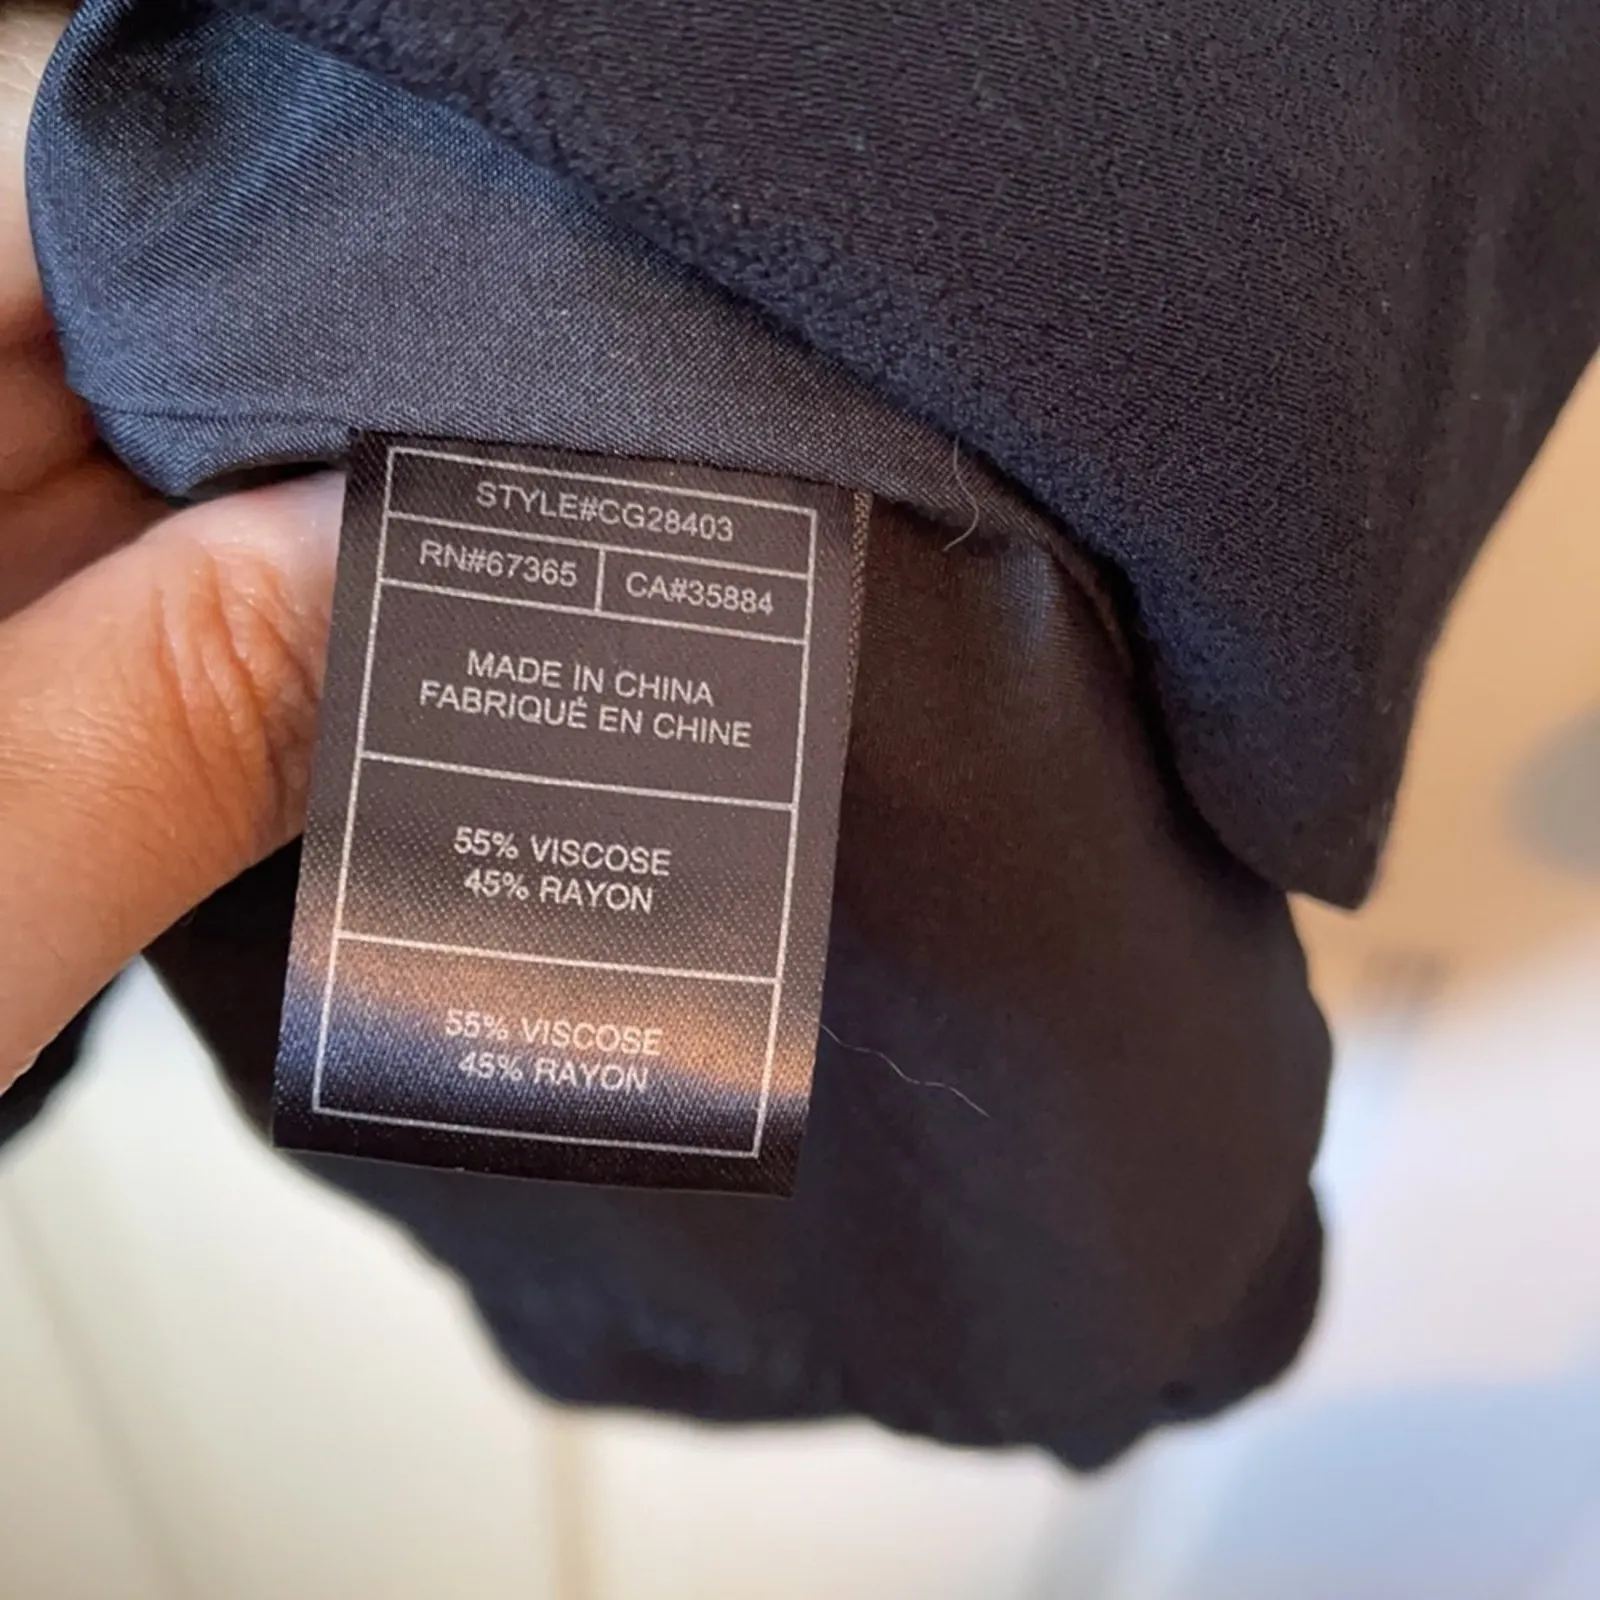 STYLE#CG28403
RN#67365 CA#35884
MADE IN CHINA
FABRIQUÉ EN CHINE
55% VISCOSE
45% RAYON
55% VISCOSE
45% RAYON